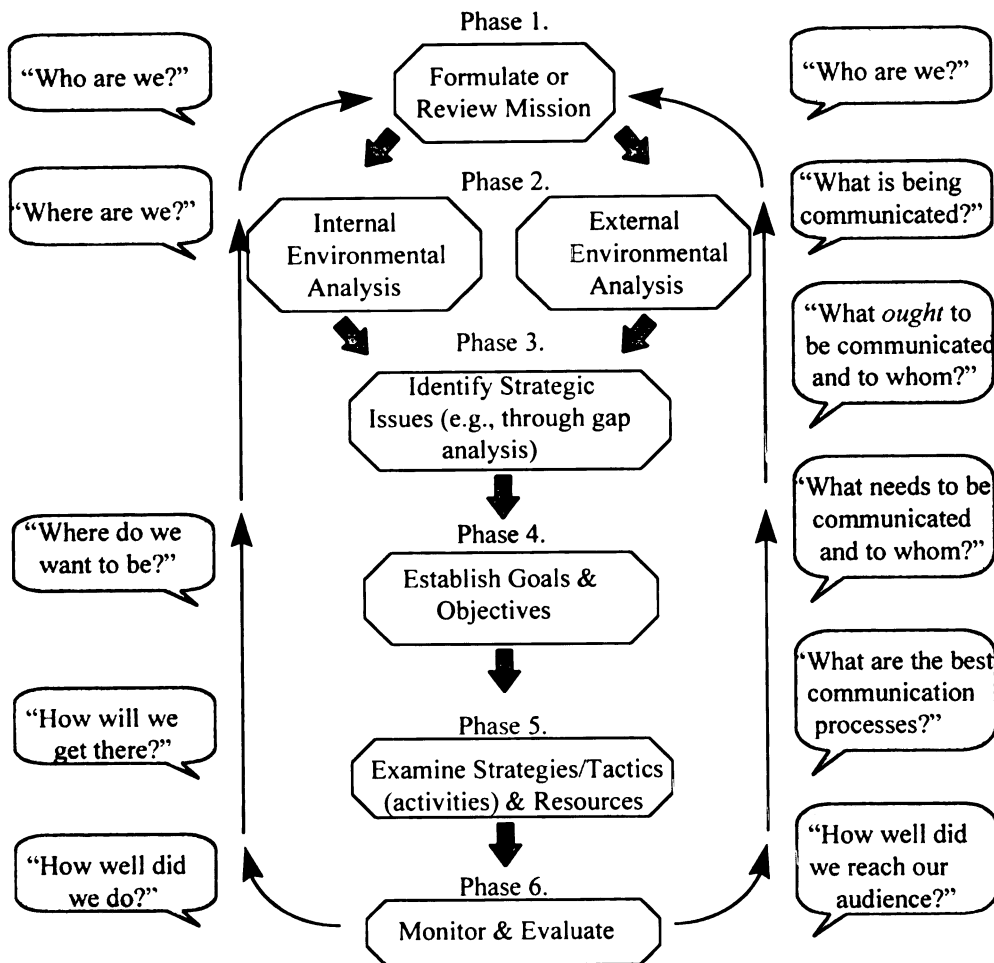 Phase 1.
“Who are we?”
Formulate or
Review Mission
“Who are we?”
Phase 2.
“Where are we?”
Internal
Environmental
Analysis
External
Environmental
Analysis
“What is being
communicated?”
Phase 3.
Identify Strategic
Issues (e.g., through gap
analysis)
“What ought to
be communicated
and to whom?”
Phase 4.
“Where do we
want to be?”
Establish Goals &
Objectives
“What needs to be
communicated
and to whom?”
Phase 5.
“How will we
get there?”
Examine Strategies/Tactics
(activities) & Resources
“What are the best
communication
processes?”
Phase 6.
“How well did
we do?”
Monitor & Evaluate
“How well did
we reach our
audience?”